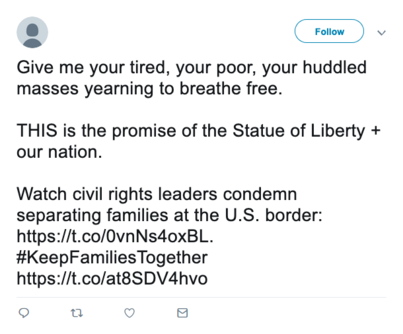 Follow
Give me your tired, your poor, your huddled
masses yearning to breathe free.
THIS is the promise of the Statue of Liberty +
our nation.
Watch civil rights leaders condemn
separating families at the U.S. border:
https://t.co/0vnNs4oxBL.
#KeepFamiliesTogether
https://t.co/at8SDV4hvo